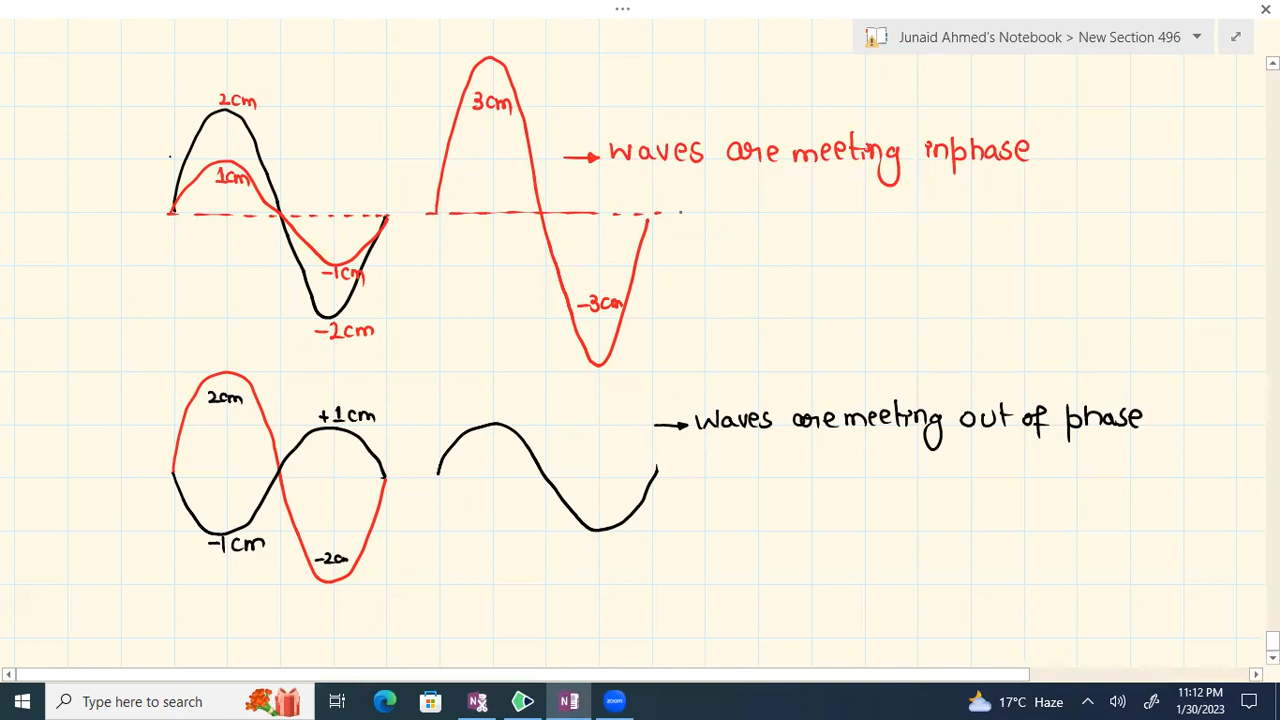 Junaid Ahmed's Notebook > New Section 496
2cm
1cm
-1cm
-2cm
3cm
-3cm
→ waves are meeting inphase
2cm
+1cm
-1cm
-2cm
→ waves are meeting out of phase
Type here to search
17°C Haze
11:12 PM
1/30/2023
zoom